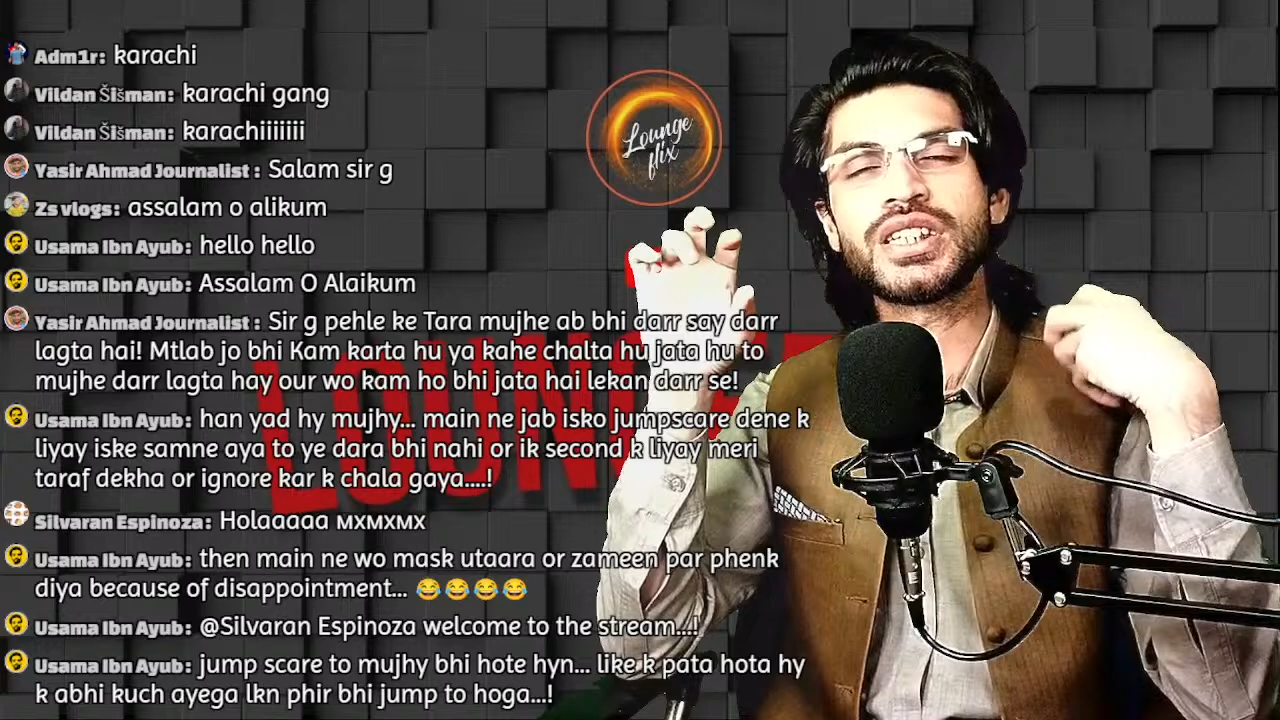 Adm1r: karachi
Vildan Šišman: karachi gang
Vildan Šišman: karachiiiiiii
Yasir Ahmad Journalist : Salam sir g
Zs vlogs: assalam o alikum
Usama Ibn Ayub: hello hello
Usama Ibn Ayub: Assalam O Alaikum
Yasir Ahmad Journalist : Sir g pehle ke Tara mujhe ab bhi darr say darr
lagta hai! Mtlab jo bhi Kam karta hu ya kahe chalta hu jata hu to
mujhe darr lagta hay our wo kam ho bhi jata hai lekan darr se!
Usama Ibn Ayub: han yad hy mujhy... main ne jab isko jumpscare dene k
liyay iske samne aya to ye dara bhi nahi or ik second k liyay meri
taraf dekha or ignore kar k chala gaya....!
Silvaran Espinoza: Holaaaaa мxмxмx
Usama Ibn Ayub: then main ne wo mask utaara or zameen par phenk
diya because of disappointment... 😂😂😂😂
Usama Ibn Ayub: @Silvaran Espinoza welcome to the stream...!
Usama Ibn Ayub: jump scare to mujhy bhi hote hyn... like k pata hota hy
k abhi kuch ayega lkn phir bhi jump to hoga...!
Lounge
flix